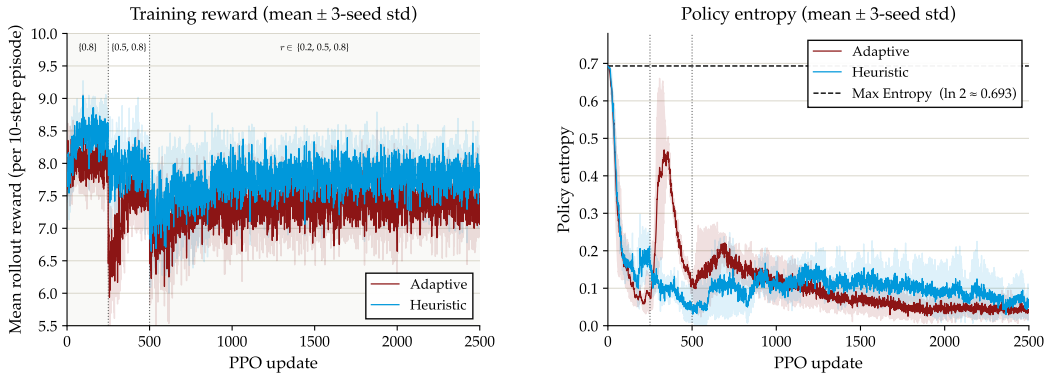 Training reward (mean ± 3-seed std)
Mean rollout reward (per 10-step episode)
10.0
9.5
9.0
8.5
8.0
7.5
7.0
6.5
6.0
5.5
{0.8}
{0.5, 0.8}
r ∈ {0.2, 0.5, 0.8}
Adaptive
Heuristic
0
500
1000
1500
2000
2500
PPO update
Policy entropy (mean ± 3-seed std)
Policy entropy
0.7
0.6
0.5
0.4
0.3
0.2
0.1
0.0
Adaptive
Heuristic
Max Entropy (ln 2 ≈ 0.693)
0
500
1000
1500
2000
2500
PPO update